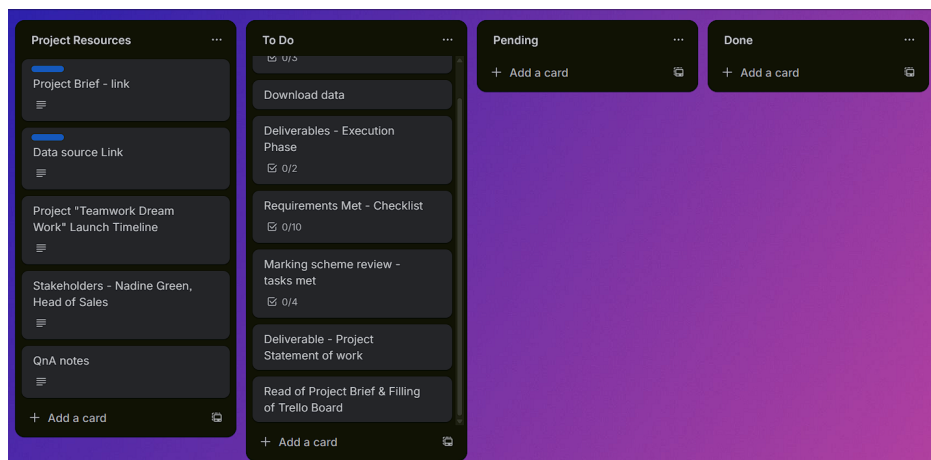 Project Resources
Project Brief - link
Data source Link
Project "Teamwork Dream
Work" Launch Timeline
Stakeholders - Nadine Green,
Head of Sales
QnA notes
+ Add a card
To Do
0/3
Download data
Deliverables - Execution
Phase
0/2
Requirements Met - Checklist
0/10
Marking scheme review -
tasks met
0/4
Deliverable - Project
Statement of work
Read of Project Brief & Filling
of Trello Board
+ Add a card
Pending
+ Add a card
Done
+ Add a card